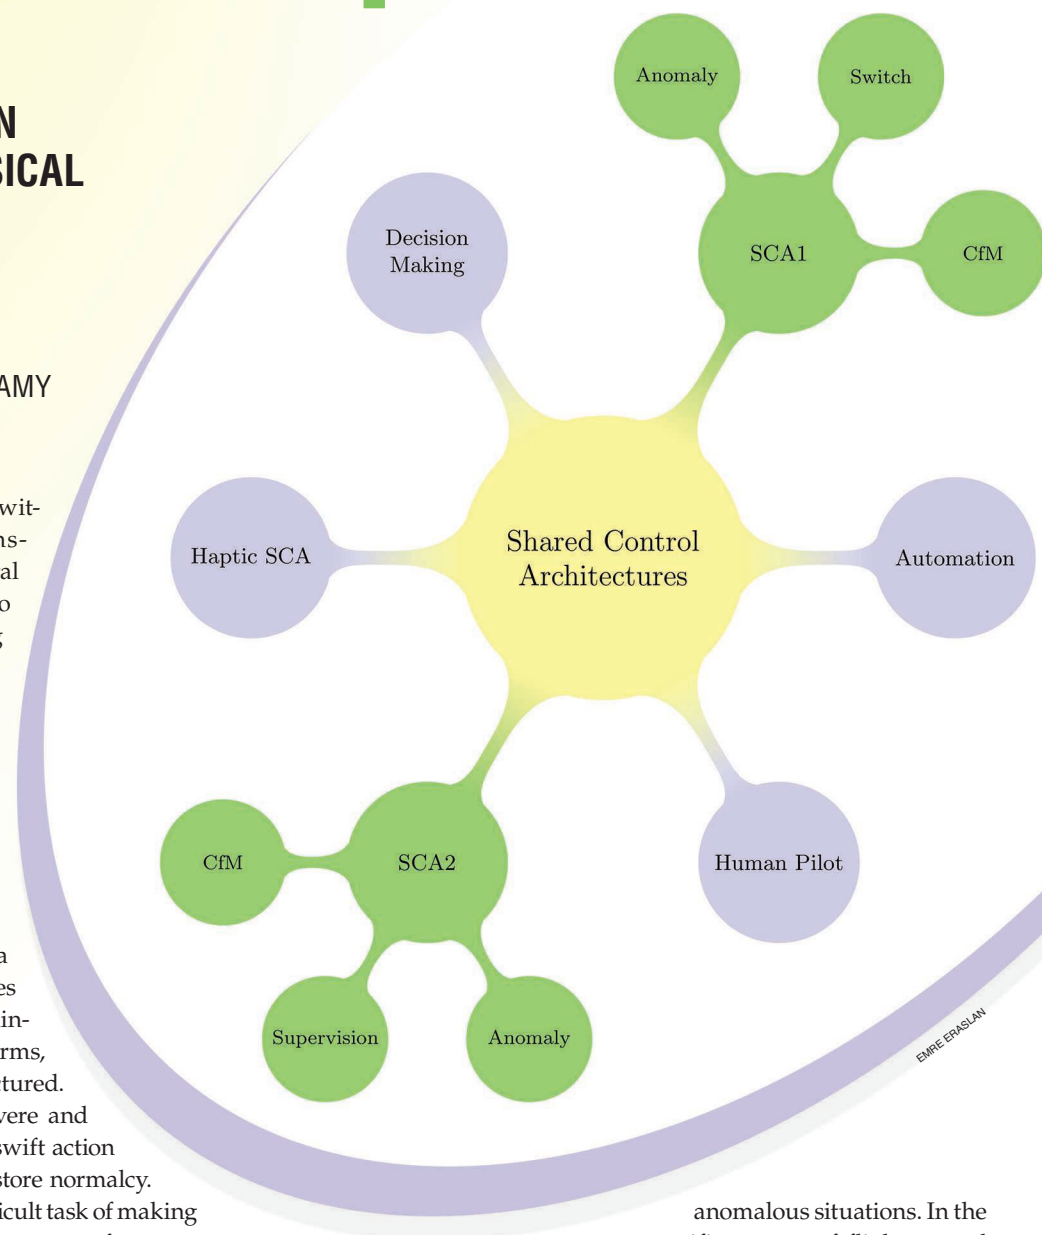 N
SICAL
AMY
Anomaly
Switch
Decision
Making
SCA1
CfM
wit-
ns-
al
o
g
Haptic SCA
Shared Control
Architectures
Automation
CfM
SCA2
Human Pilot
Supervision
Anomaly
EMRE ERASLAN
a
es
in-
rms,
ctured.
vere and
swift action
store normalcy.
icult task of making
anomalous situations. In the